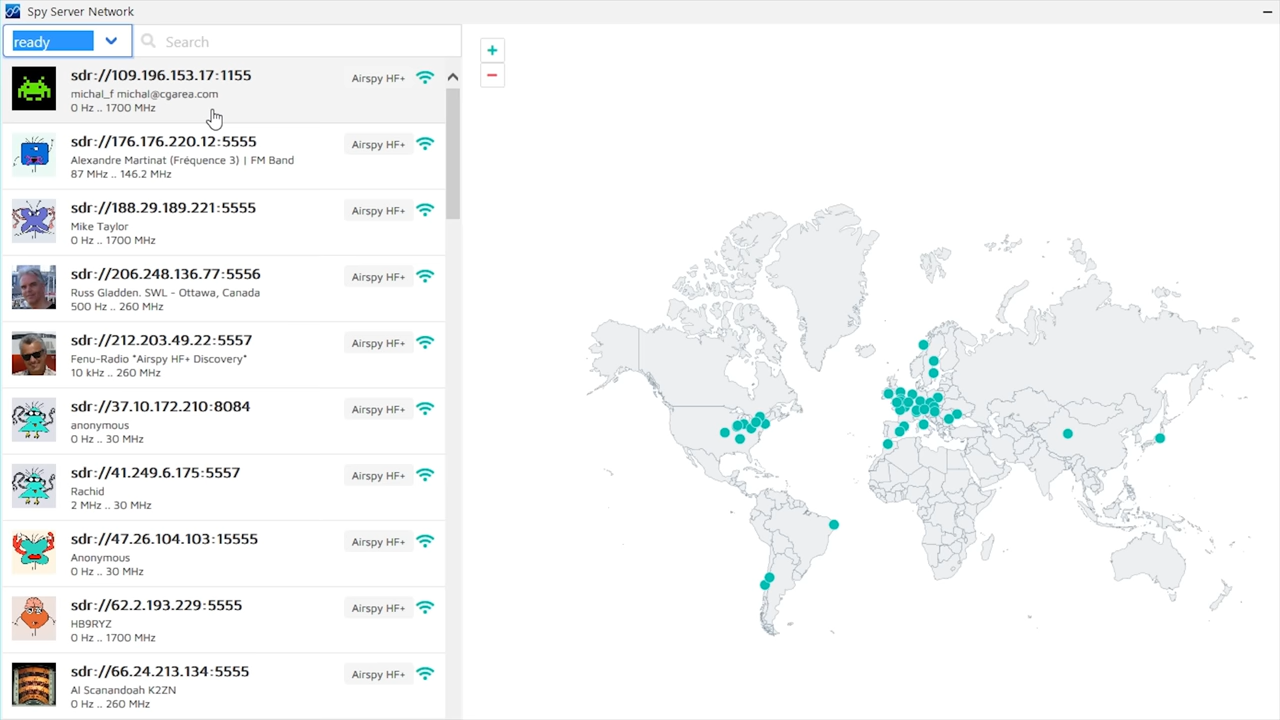 Spy Server Network
ready
Search
sdr://109.196.153.17:1155
Airspy HF+
michal_f michal@cgarea.com
0 Hz .. 1700 MHz
sdr://176.176.220.12:5555
Airspy HF+
Alexandre Martinat (Fréquence 3) | FM Band
87 MHz .. 146.2 MHz
sdr://188.29.189.221:5555
Airspy HF+
Mike Taylor
0 Hz .. 1700 MHz
sdr://206.248.136.77:5556
Airspy HF+
Russ Gladden. SWL - Ottawa, Canada
500 Hz .. 260 MHz
sdr://212.203.49.22:5557
Airspy HF+
Fenu-Radio *Airspy HF+ Discovery*
10 kHz .. 260 MHz
sdr://37.10.172.210:8084
Airspy HF+
anonymous
0 Hz .. 30 MHz
sdr://41.249.6.175:5557
Airspy HF+
Rachid
2 MHz .. 30 MHz
sdr://47.26.104.103:15555
Airspy HF+
Anonymous
0 Hz .. 30 MHz
sdr://62.2.193.229:5555
Airspy HF+
HB9RYZ
0 Hz .. 1700 MHz
sdr://66.24.213.134:5555
Airspy HF+
Al Scanandoah K2ZN
0 Hz .. 260 MHz